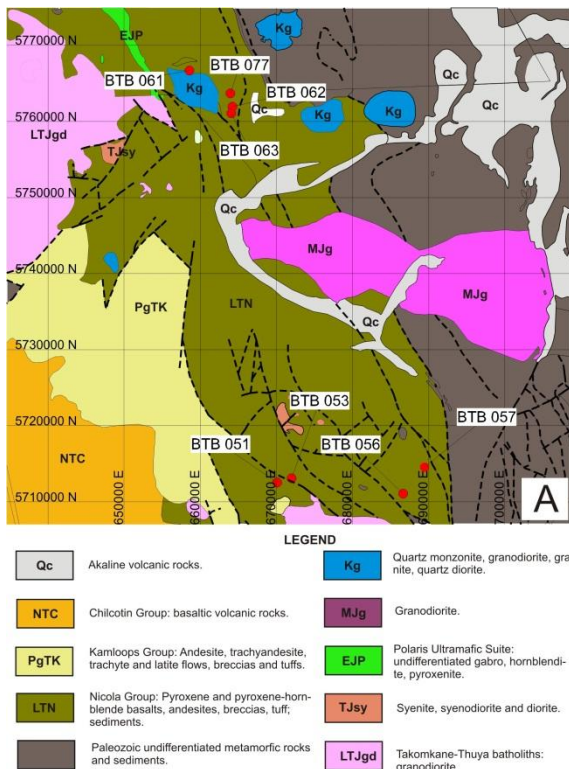 5770000 N
EJP
Kg
BTB 077
BTB 061
BTB 062
Kg
Qc
Qc
Qc
5760000 N
Kg
Kg
LTJgd
BTB 063
TJsy
5750000 N
Qc
MJg
5740000 N
PgTK
LTN
MJg
Qc
5730000 N
BTB 053
BTB 057
5720000 N
BTB 051
BTB 056
NTC
5710000 N
650000 E
660000 E
670000 E
680000 E
690000 E
700000 E
A
LEGEND
Qc
Akaline volcanic rocks.
NTC
Chilcotin Group: basaltic volcanic rocks.
PgTK
Kamloops Group: Andesite, trachyandesite,
trachyte and latite flows, breccias and tuffs.
LTN
Nicola Group: Pyroxene and pyroxene-horn-
blende basalts, andesites, breccias, tuff;
sediments.
Paleozoic undifferentiated metamorfic rocks
and sediments.
Kg
Quartz monzonite, granodiorite, gra
nite, quartz diorite.
MJg
Granodiorite.
EJP
Polaris Ultramafic Suite:
undifferentiated gabro, hornblendi-
te, pyroxenite.
TJsy
Syenite, syenodiorite and diorite.
LTJgd
Takomkane-Thuya batholiths:
granodiorite.